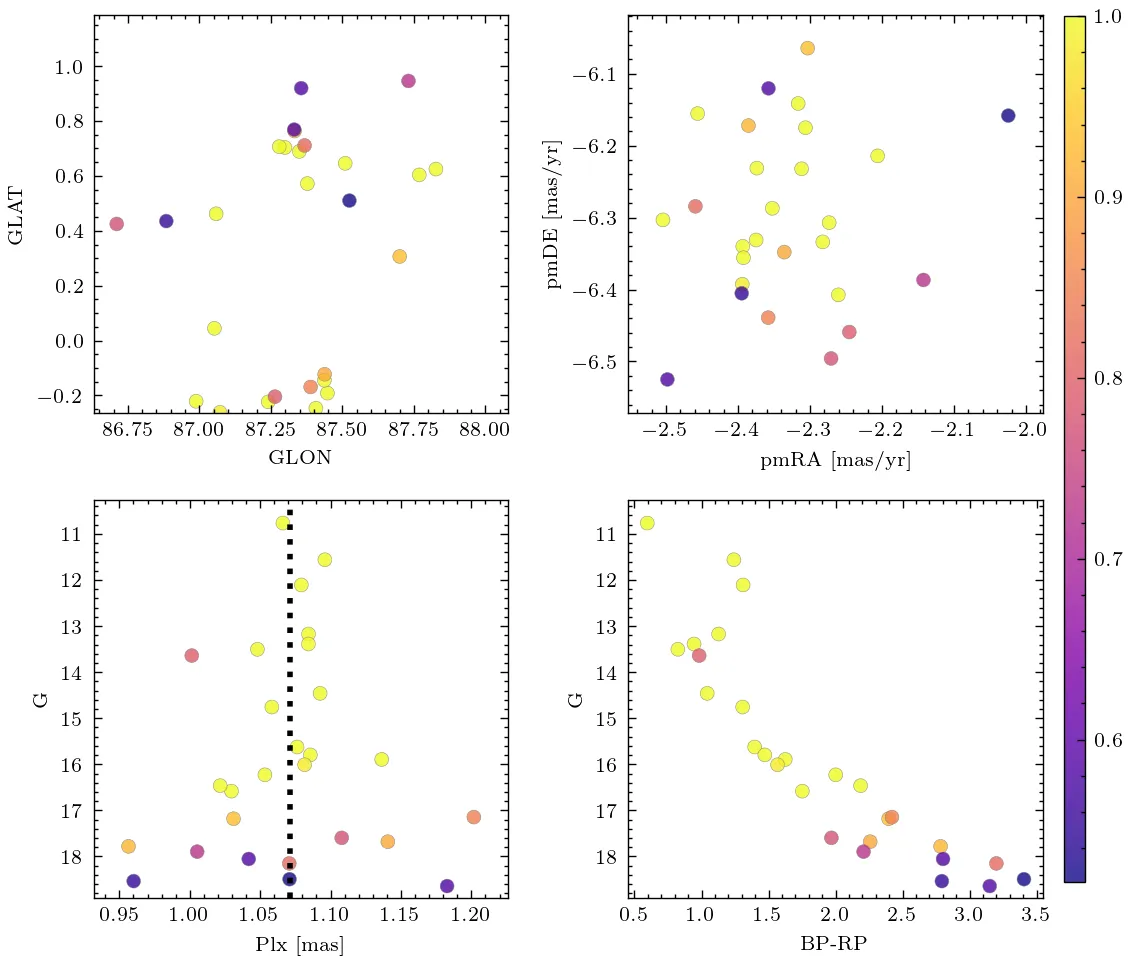 1.0
0.8
0.6
0.4
0.2
0.0
−0.2
GLAT
86.75 87.00 87.25 87.50 87.75 88.00
GLON
−6.1
−6.2
−6.3
−6.4
−6.5
pmDE [mas/yr]
−2.5 −2.4 −2.3 −2.2 −2.1 −2.0
pmRA [mas/yr]
1.0
0.9
0.8
0.7
0.6
11
12
13
14
15
16
17
18
G
0.95 1.00 1.05 1.10 1.15 1.20
Plx [mas]
11
12
13
14
15
16
17
18
G
0.5 1.0 1.5 2.0 2.5 3.0 3.5
BP-RP